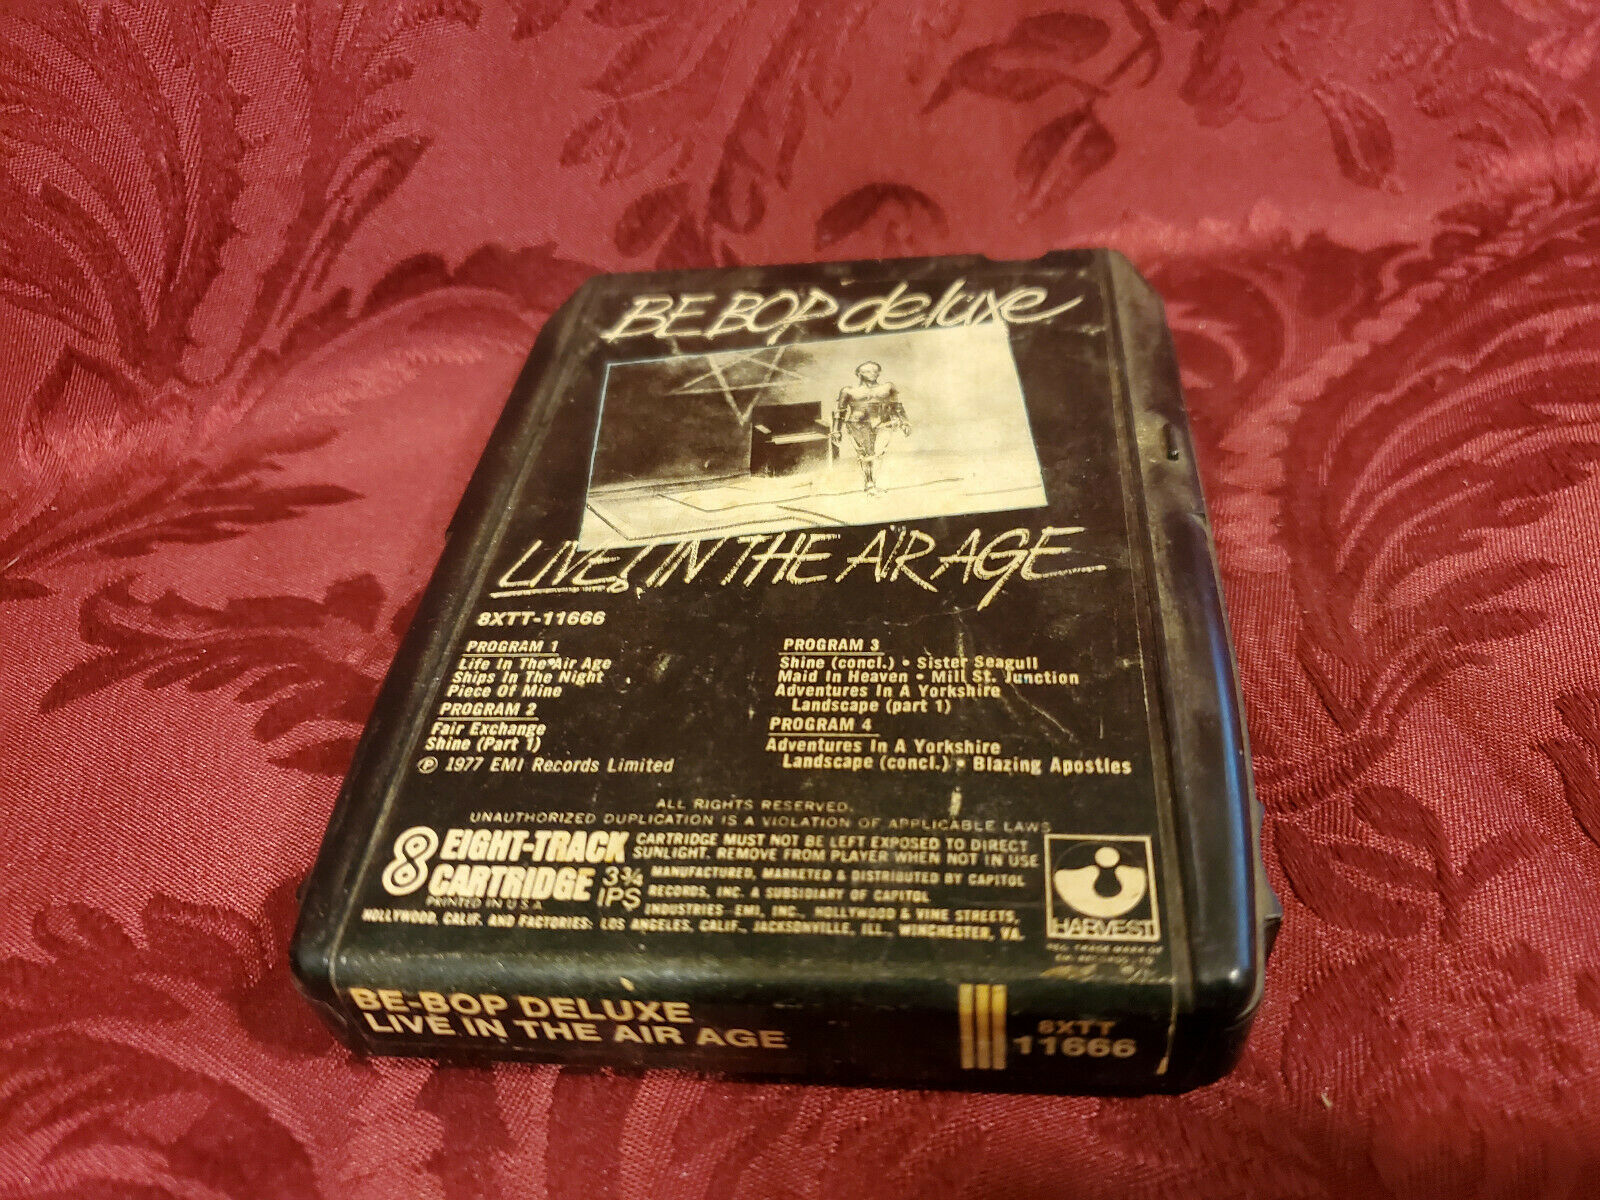 BE BOP deluxe
LIVE! IN THE AIR AGE
8XTT-11666
PROGRAM 1
Life In The Air Age
Ships In The Night
Piece Of Mine
PROGRAM 2
Fair Exchange
Shine (Part 1)
℗ 1977 EMI Records Limited
PROGRAM 3
Shine (concl.) • Sister Seagull
Maid In Heaven • Mill St. Junction
Adventures In A Yorkshire
Landscape (part 1)
PROGRAM 4
Adventures In A Yorkshire
Landscape (concl.) • Blazing Apostles
ALL RIGHTS RESERVED.
UNAUTHORIZED DUPLICATION IS A VIOLATION OF APPLICABLE LAWS
8 EIGHT-TRACK
CARTRIDGE 3¾
IPS
PRINTED IN U.S.A.
CARTRIDGE MUST NOT BE LEFT EXPOSED TO DIRECT
SUNLIGHT. REMOVE FROM PLAYER WHEN NOT IN USE
MANUFACTURED, MARKETED & DISTRIBUTED BY CAPITOL
RECORDS, INC. A SUBSIDIARY OF CAPITOL
INDUSTRIES-EMI, INC., HOLLYWOOD & VINE STREETS,
HOLLYWOOD, CALIF. AND FACTORIES: LOS ANGELES, CALIF., JACKSONVILLE, ILL., WINCHESTER, VA.
HARVEST
REG. TRADE MARK OF
EMI RECORDS LTD
BE-BOP DELUXE
LIVE IN THE AIR AGE
8XTT
11666